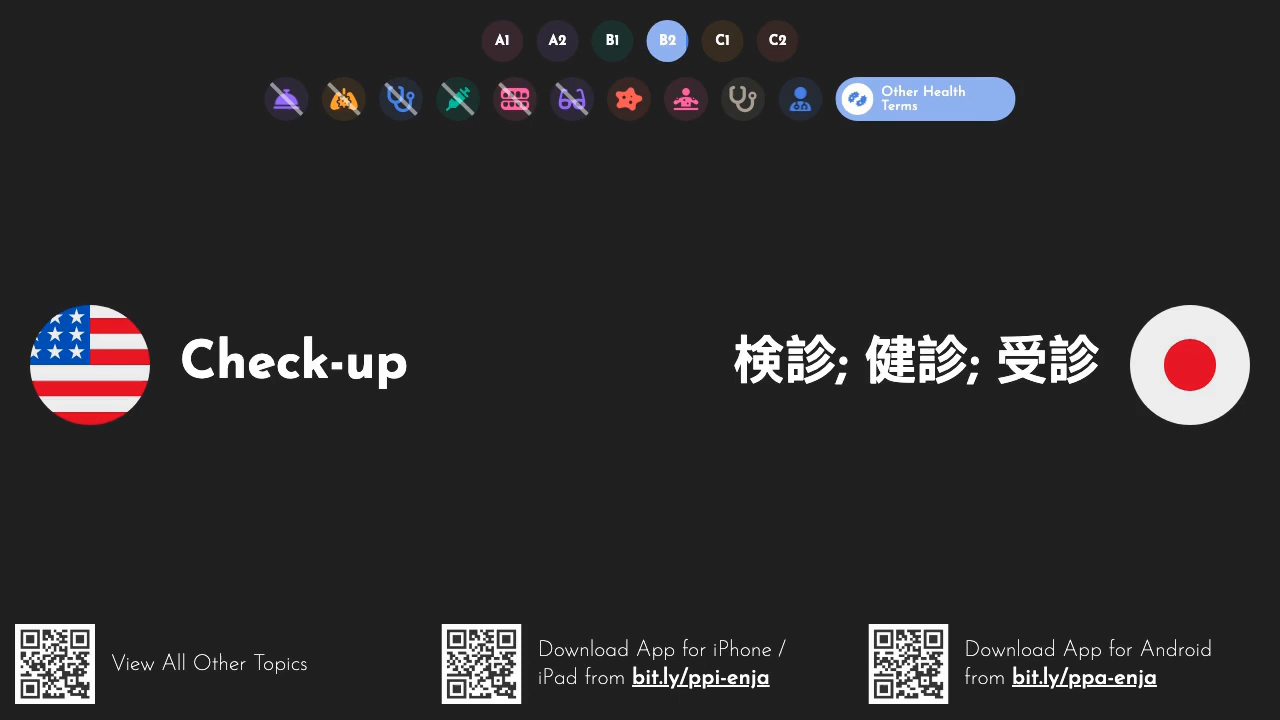 A1 A2 B1 B2 C1 C2
Other Health
Terms
Check-up
検診; 健診; 受診
View All Other Topics
Download App for iPhone /
iPad from bit.ly/ppi-enja
Download App for Android
from bit.ly/ppa-enja